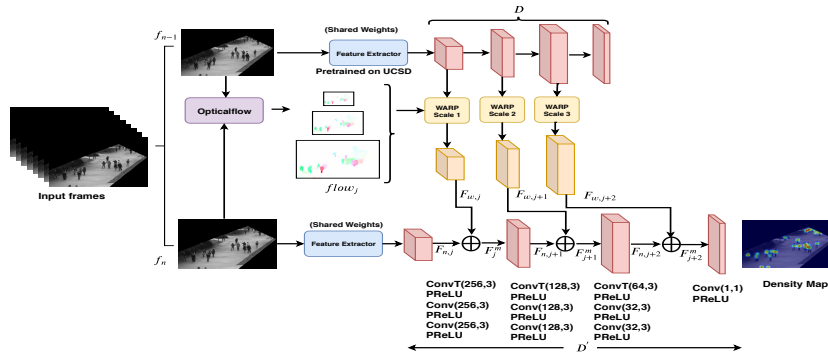 D
(Shared Weights)
f_{n-1}
Feature Extractor
Pretrained on UCSD
Opticalflow
WARP
Scale 1
WARP
Scale 2
WARP
Scale 3
flow_j
Input frames
F_{w,j}
F_{w,j+1}
F_{w,j+2}
(Shared Weights)
f_n
Feature Extractor
F_{n,j}
F_j^m
F_{n,j+1}
F_{j+1}^m
F_{n,j+2}
F_{j+2}^m
Density Map
ConvT(256,3)
PReLU
Conv(256,3)
PReLU
Conv(256,3)
PReLU
ConvT(128,3)
PReLU
Conv(128,3)
PReLU
Conv(128,3)
PReLU
ConvT(64,3)
PReLU
Conv(32,3)
PReLU
Conv(32,3)
PReLU
Conv(1,1)
PReLU
D'